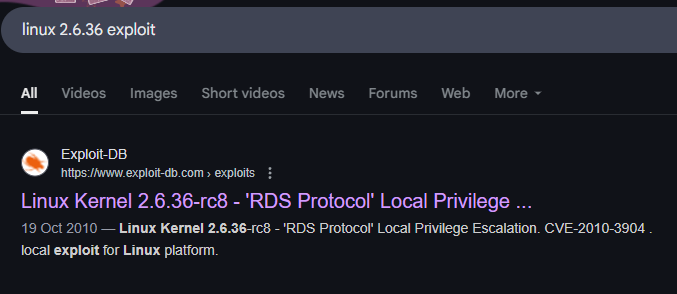 linux 2.6.36 exploit
All Videos Images Short videos News Forums Web More
Exploit-DB
https://www.exploit-db.com › exploits
Linux Kernel 2.6.36-rc8 - 'RDS Protocol' Local Privilege ...
19 Oct 2010 — Linux Kernel 2.6.36-rc8 - 'RDS Protocol' Local Privilege Escalation. CVE-2010-3904 .
local exploit for Linux platform.